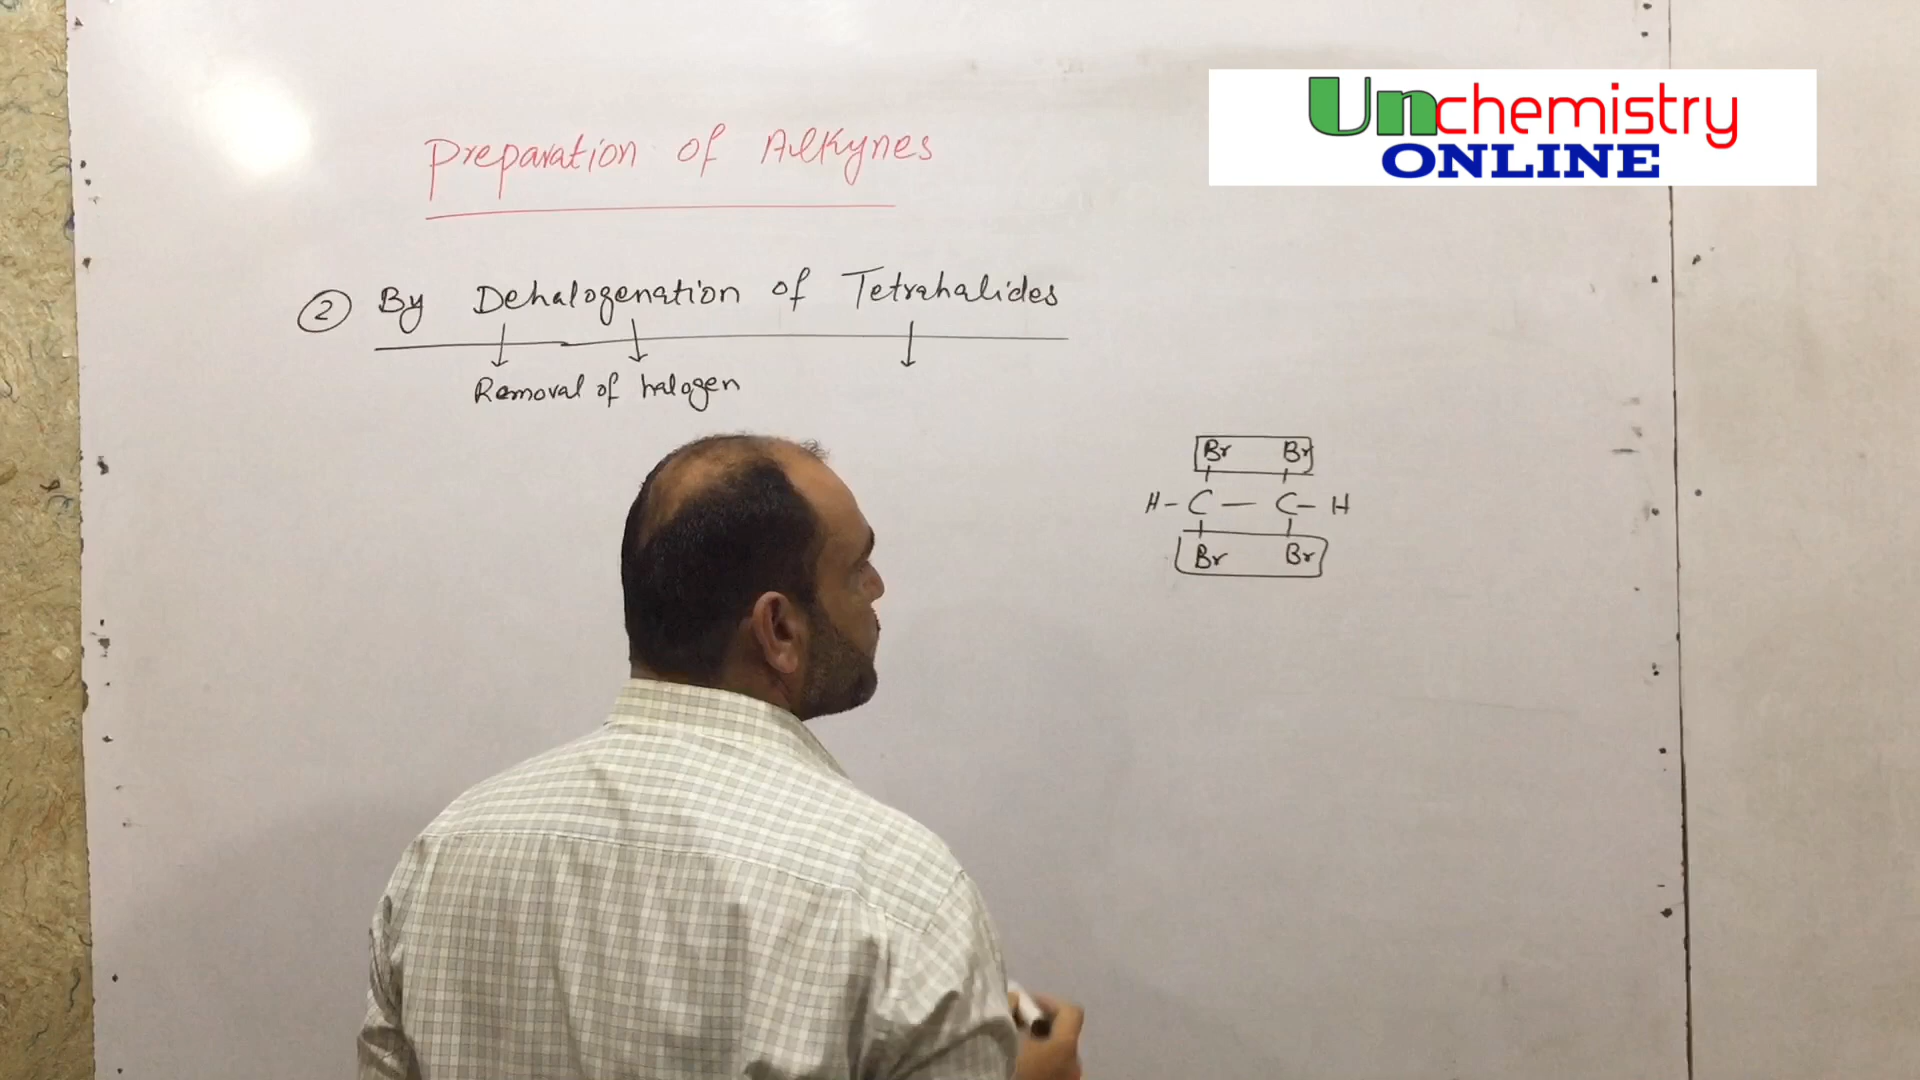 Unchemistry
ONLINE
Preparation of Alkynes
② By Dehalogenation of Tetrahalides
Removal of halogen
Br Br
H - C — C - H
Br Br